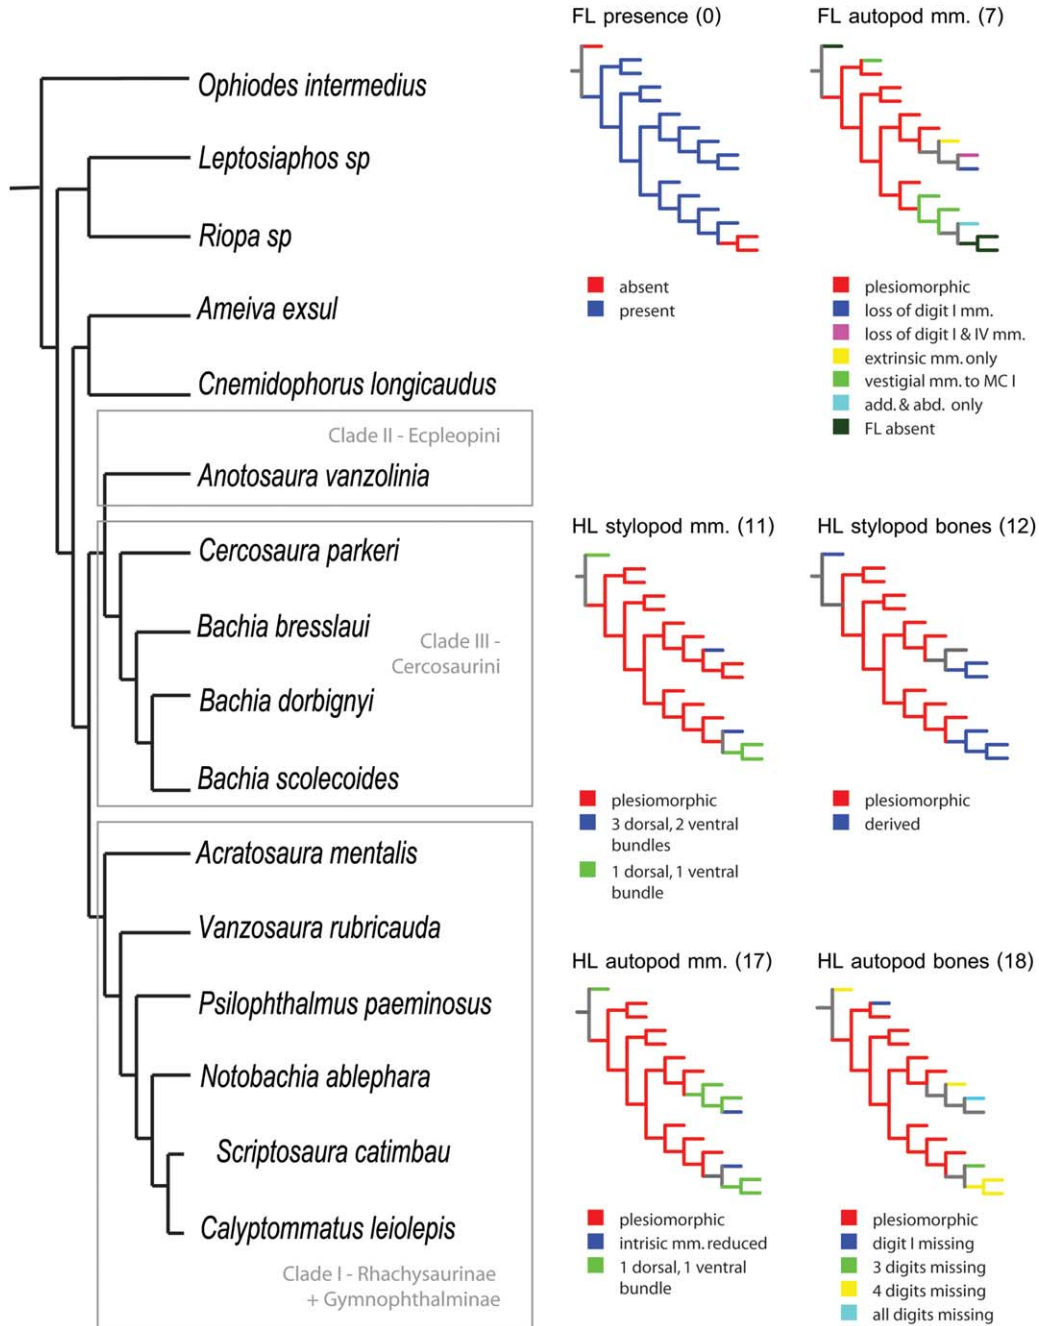 Ophiodes intermedius
Leptosiaphos sp
Riopa sp
Ameiva exsul
Cnemidophorus longicaudus
Clade II - Ecpleopini
Anotosaura vanzolinia
Cercosaura parkeri
Bachia bresslaui
Clade III -
Cercosaurini
Bachia dorbignyi
Bachia scolecoides
Acratosaura mentalis
Vanzosaura rubricauda
Psilophthalmus paeminosus
Notobachia ablephara
Scriptosaura catimbau
Calyptommatus leiolepis
Clade I - Rhachysaurinae
+ Gymnophthalminae
FL presence (0)
absent
present
FL autopod mm. (7)
plesiomorphic
loss of digit I mm.
loss of digit I & IV mm.
extrinsic mm. only
vestigial mm. to MC I
add. & abd. only
FL absent
HL stylopod mm. (11)
plesiomorphic
3 dorsal, 2 ventral
bundles
1 dorsal, 1 ventral
bundle
HL stylopod bones (12)
plesiomorphic
derived
HL autopod mm. (17)
plesiomorphic
intrisic mm. reduced
1 dorsal, 1 ventral
bundle
HL autopod bones (18)
plesiomorphic
digit I missing
3 digits missing
4 digits missing
all digits missing